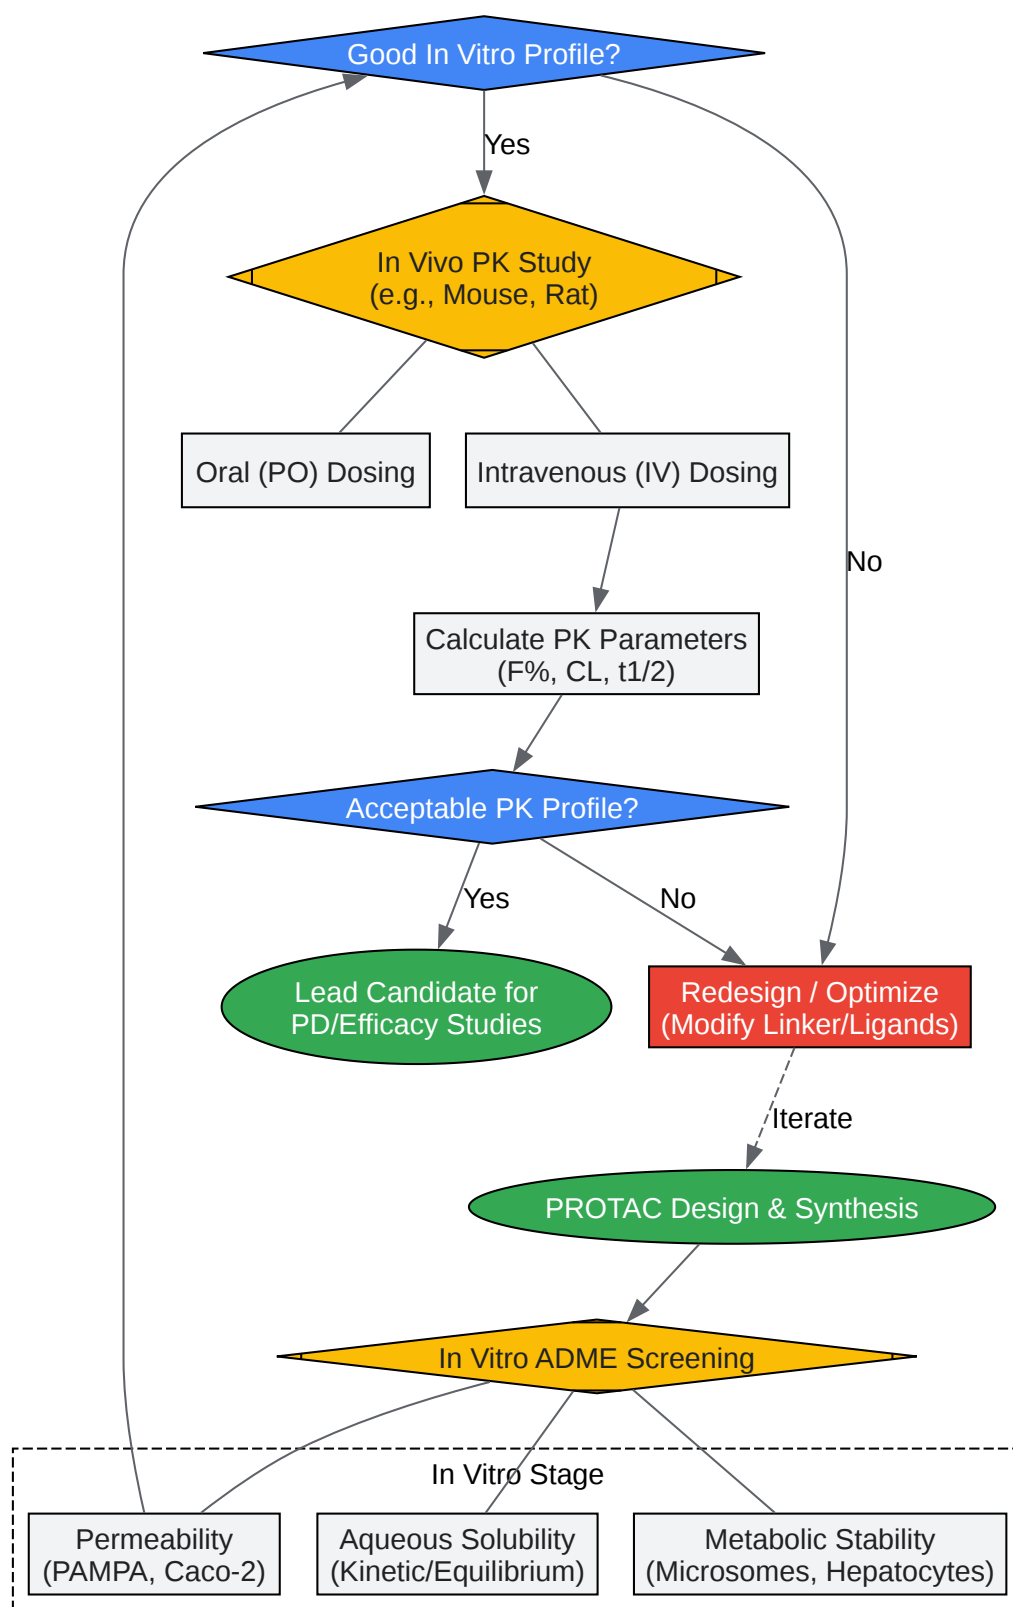 Good In Vitro Profile?
Yes
In Vivo PK Study
(e.g., Mouse, Rat)
Oral (PO) Dosing
Intravenous (IV) Dosing
No
Calculate PK Parameters
(F%, CL, t1/2)
Acceptable PK Profile?
Yes
No
Lead Candidate for
PD/Efficacy Studies
Redesign / Optimize
(Modify Linker/Ligands)
Iterate
PROTAC Design & Synthesis
In Vitro ADME Screening
In Vitro Stage
Permeability
(PAMPA, Caco-2)
Aqueous Solubility
(Kinetic/Equilibrium)
Metabolic Stability
(Microsomes, Hepatocytes)